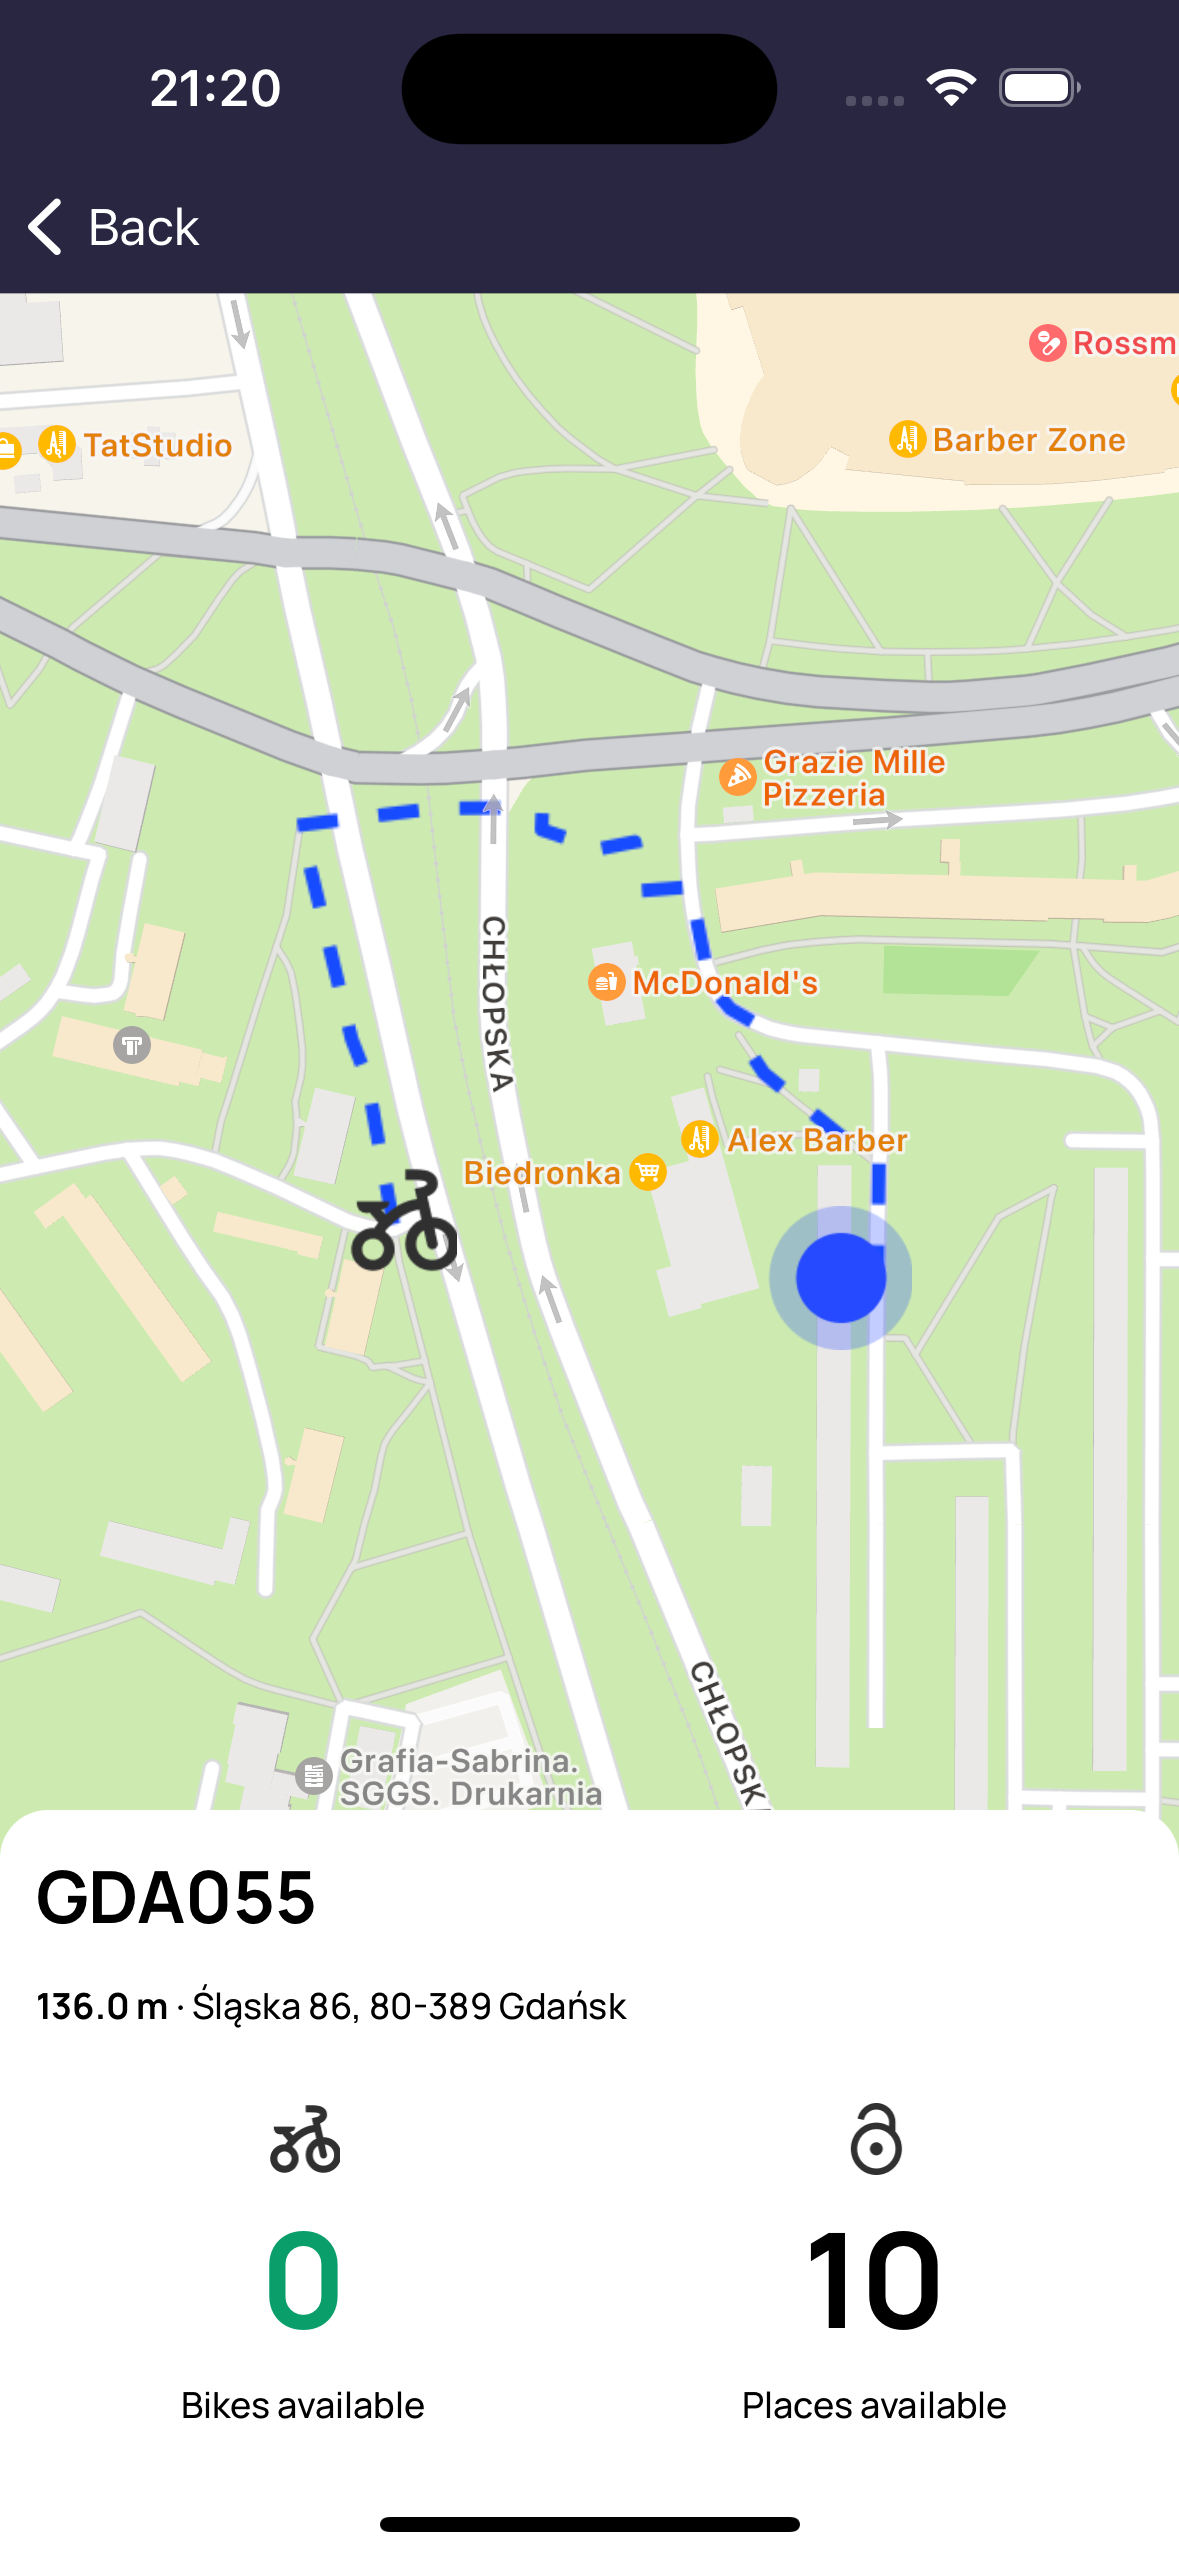 21:20
Back
Rossm
Barber Zone
TatStudio
Grazie Mille
Pizzeria
CHŁOPSKA
McDonald's
Alex Barber
Biedronka
CHŁOPSK
Grafia-Sabrina.
SGGS. Drukarnia
GDA055
136.0 m · Śląska 86, 80-389 Gdańsk
0
10
Bikes available
Places available